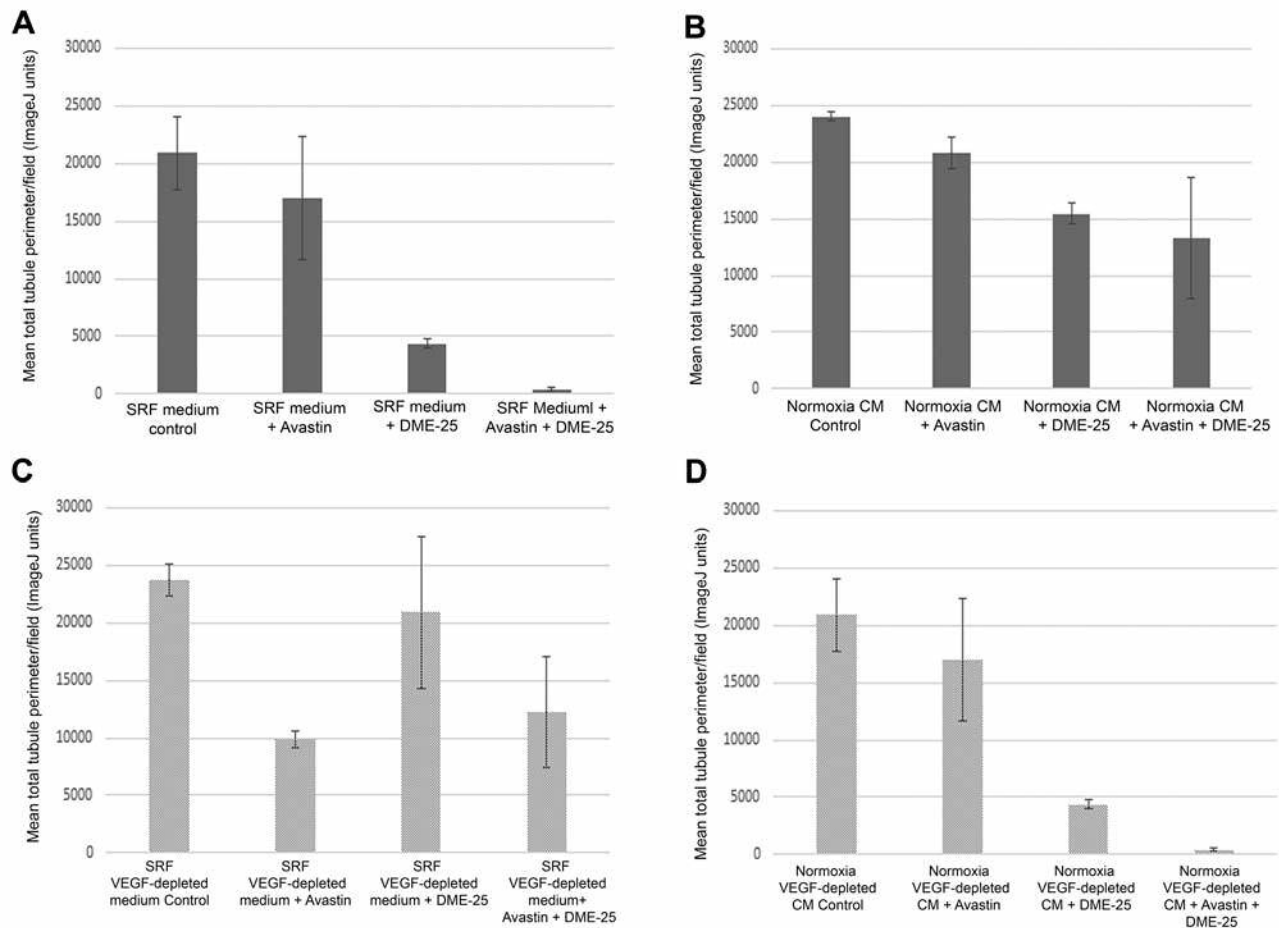 A
Mean total tubule perimeter/field (ImageJ units)
30000
25000
20000
15000
10000
5000
0
SRF medium
control
SRF medium
+ Avastin
SRF medium
+ DME-25
SRF Mediuml +
Avastin + DME-25
B
Mean total tubule perimeter/field (ImageJ units)
30000
25000
20000
15000
10000
5000
0
Normoxia CM
Control
Normoxia CM
+ Avastin
Normoxia CM
+ DME-25
Normoxia CM
+ Avastin + DME-25
C
Mean total tubule perimeter/field (ImageJ units)
30000
25000
20000
15000
10000
5000
0
SRF
VEGF-depleted
medium Control
SRF
VEGF-depleted
medium + Avastin
SRF
VEGF-depleted
medium + DME-25
SRF
VEGF-depleted
medium+
Avastin + DME-25
D
Mean total tubule perimeter/field (ImageJ units)
30000
25000
20000
15000
10000
5000
0
Normoxia
VEGF-depleted
CM Control
Normoxia
VEGF-depleted
CM + Avastin
Normoxia
VEGF-depleted
CM + DME-25
Normoxia
VEGF-depleted
CM + Avastin +
DME-25